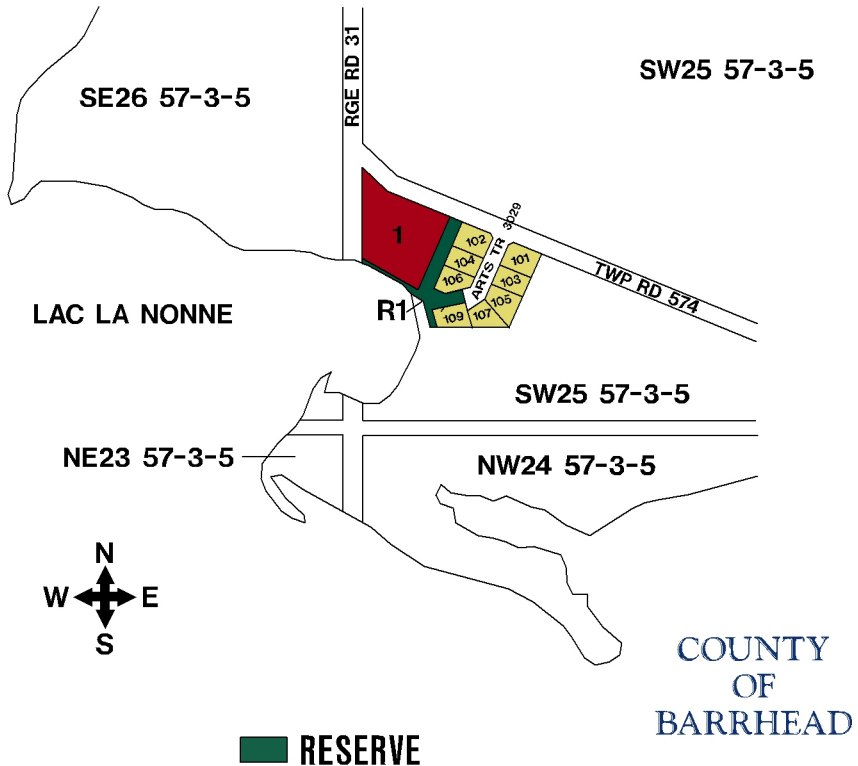 SE26 57-3-5
RGE RD 31
SW25 57-3-5
1
102
104
106
ARTS TR 3029
101
103
105
107
109
TWP RD 574
R1
LAC LA NONNE
SW25 57-3-5
NE23 57-3-5
NW24 57-3-5
N
W E
S
COUNTY
OF
BARRHEAD
RESERVE